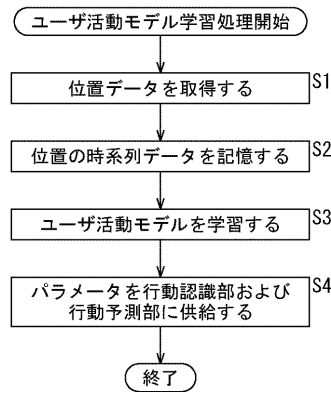 ユーザ活動モデル学習処理開始
位置データを取得する
S1
位置の時系列データを記憶する
S2
ユーザ活動モデルを学習する
S3
パラメータを行動認識部および
行動予測部に供給する
S4
終了